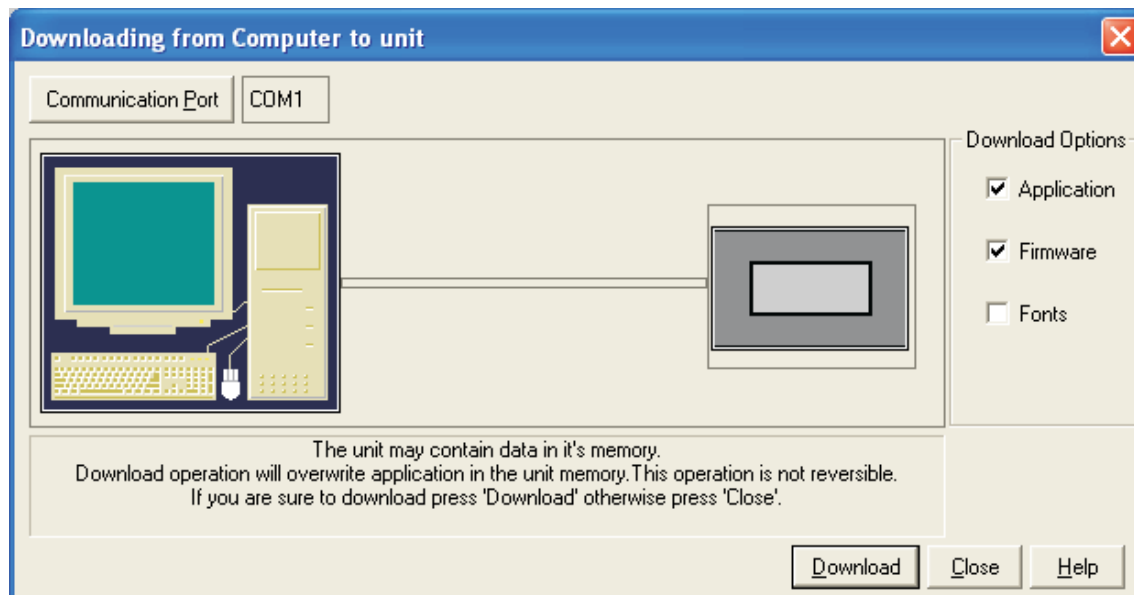 Downloading from Computer to unit
Communication Port
COM1
Download Options
Application
Firmware
Fonts
The unit may contain data in it's memory.
Download operation will overwrite application in the unit memory.This operation is not reversible.
If you are sure to download press 'Download' otherwise press 'Close'.
Download
Close
Help